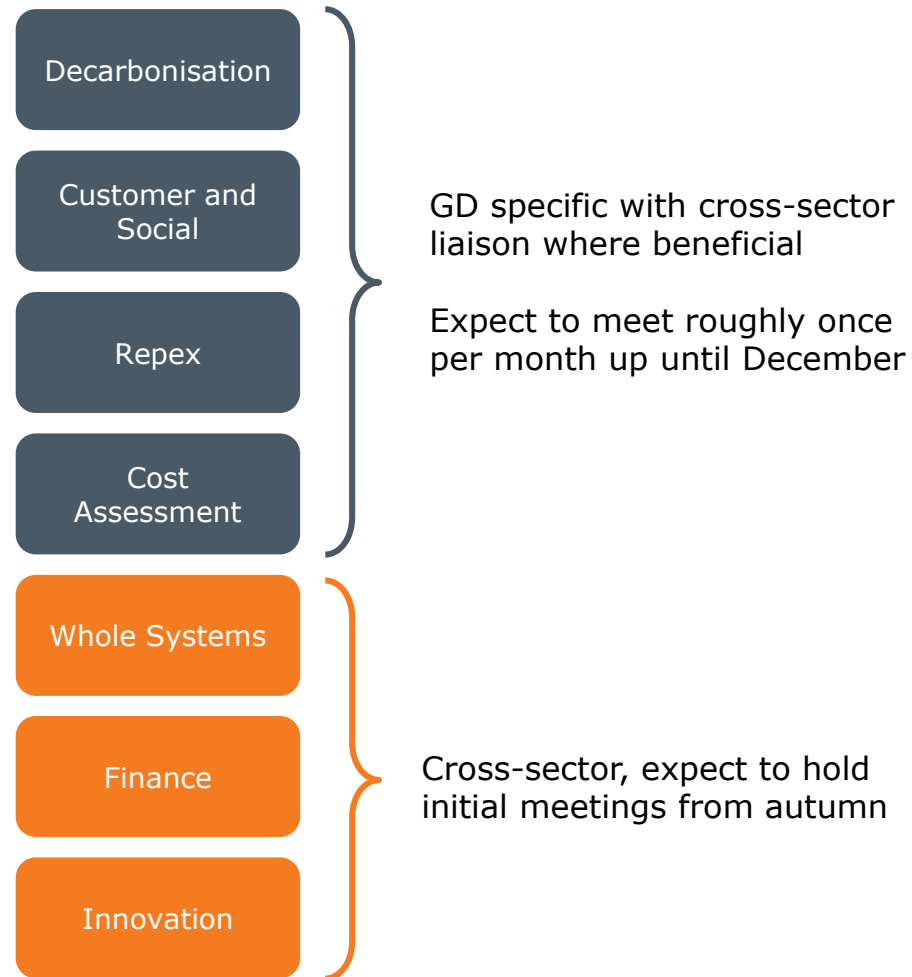 Decarbonisation
Customer and
Social
Repex
Cost
Assessment
GD specific with cross-sector
liaison where beneficial
Expect to meet roughly once
per month up until December
Whole Systems
Finance
Innovation
Cross-sector, expect to hold
initial meetings from autumn